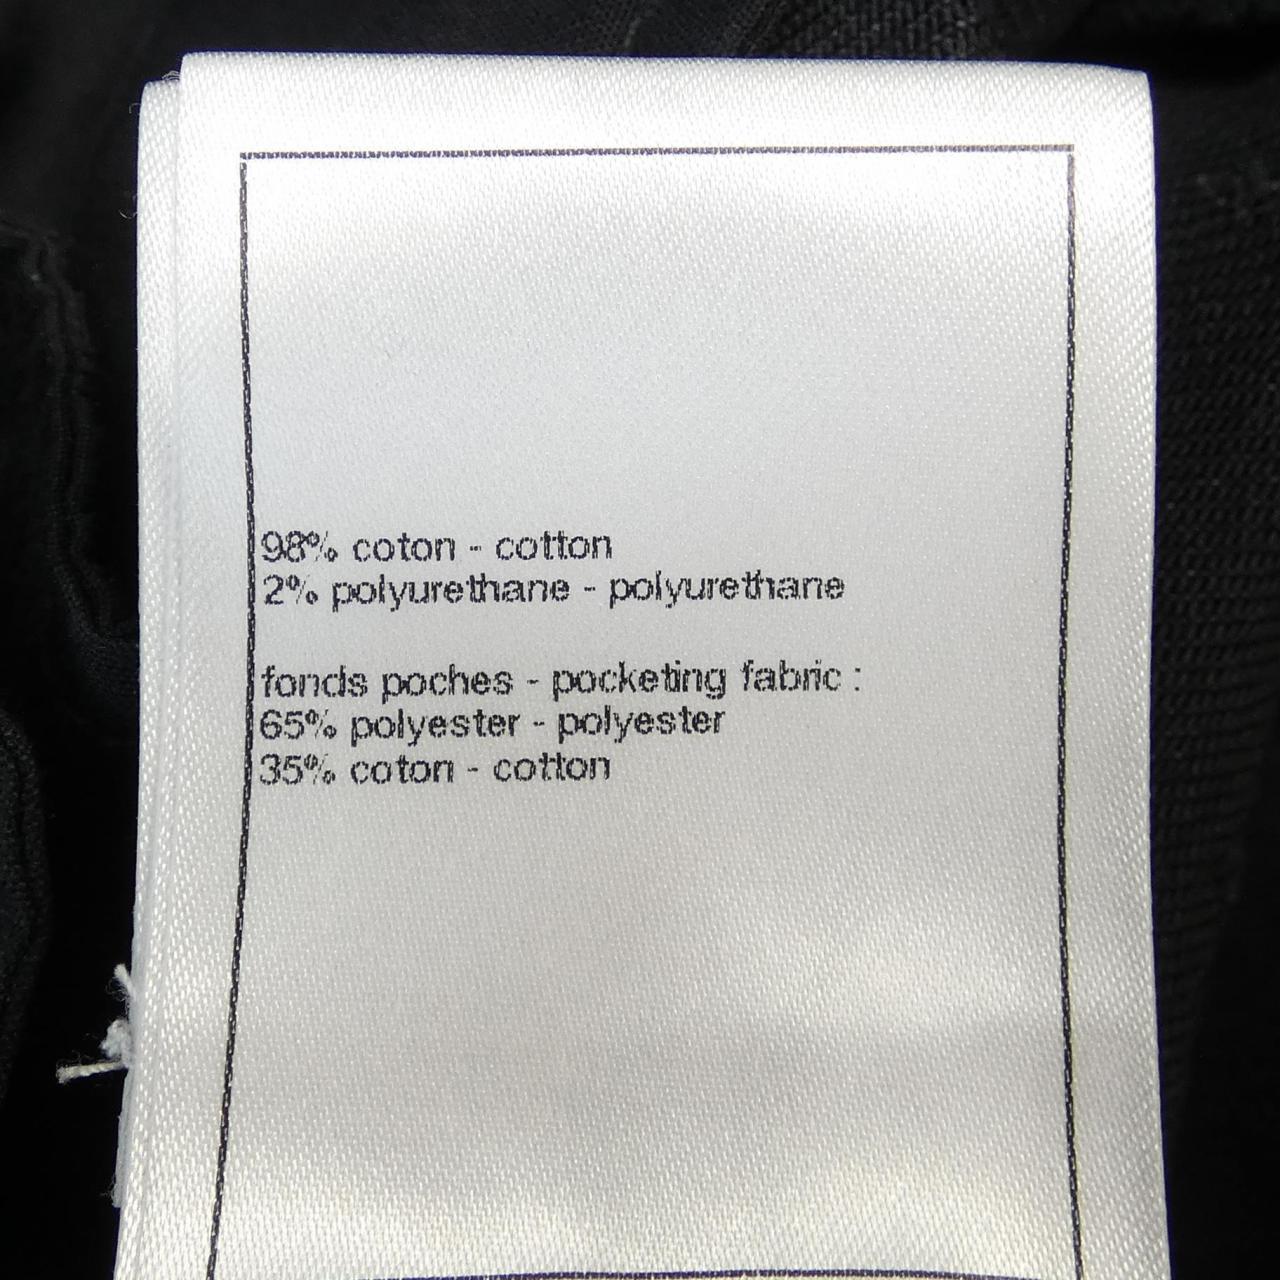 98% coton - cotton
2% polyurethane - polyurethane
fonds poches - pocketing fabric :
65% polyester - polyester
35% coton - cotton